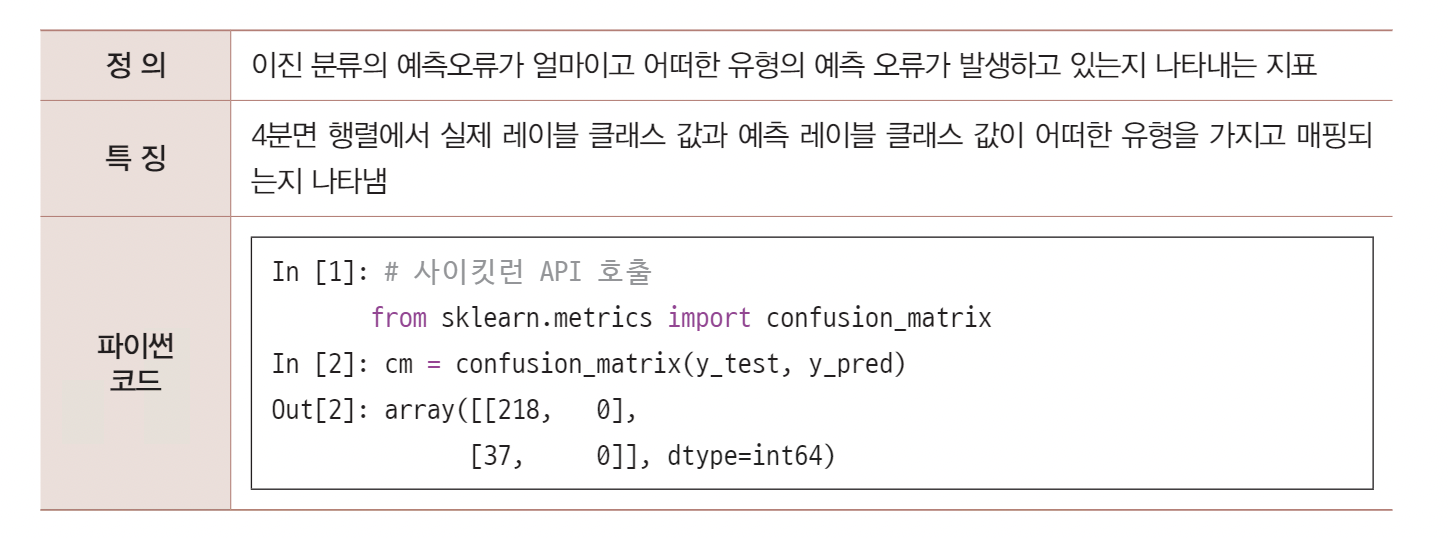 정 의
이진 분류의 예측오류가 얼마이고 어떠한 유형의 예측 오류가 발생하고 있는지 나타내는 지표
특 징
4분면 행렬에서 실제 레이블 클래스 값과 예측 레이블 클래스 값이 어떠한 유형을 가지고 매핑되
는지 나타냄
파이썬
코드
In [1]: # 사이킷런 API 호출
from sklearn.metrics import confusion_matrix
In [2]: cm = confusion_matrix(y_test, y_pred)
Out[2]: array([[218,   0],
[37,   0]], dtype=int64)